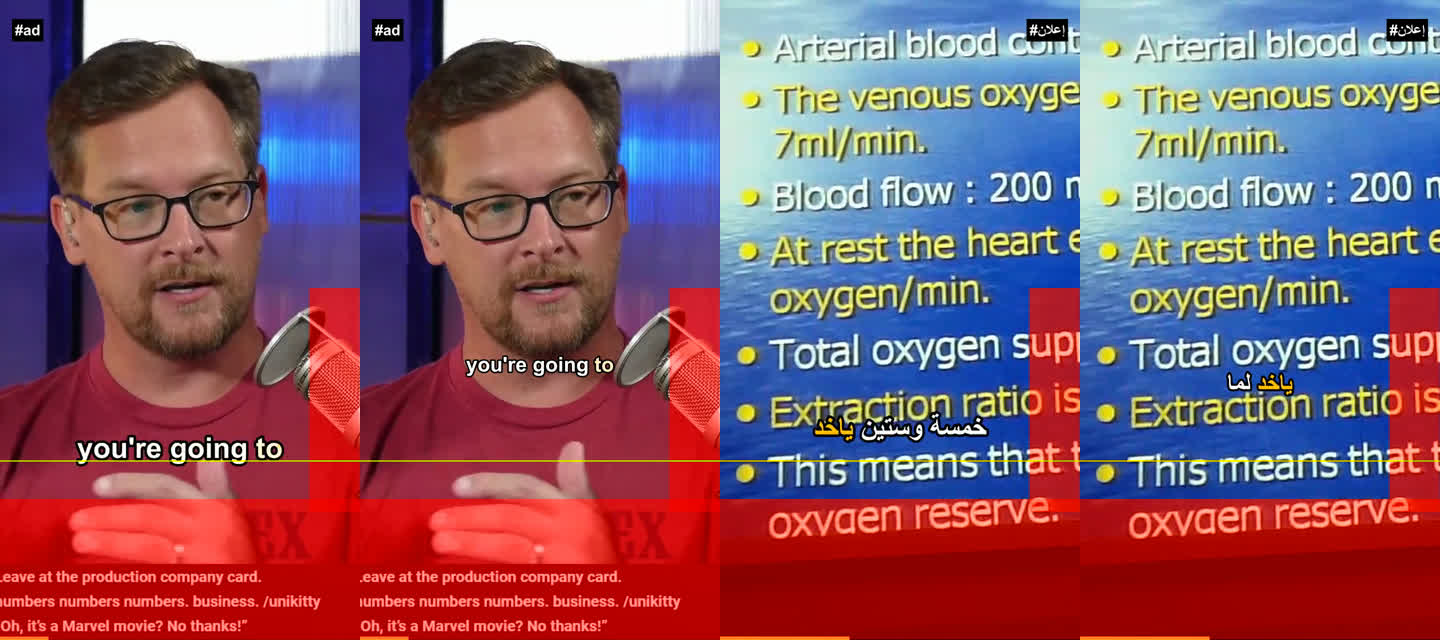 #ad
you're going to
Leave at the production company card.
numbers numbers numbers. business. /unikitty
Oh, it's a Marvel movie? No thanks!”
#ad
you're going to
Leave at the production company card.
numbers numbers numbers. business. /unikitty
Oh, it's a Marvel movie? No thanks!”
#إعلان
• Arterial blood
• The venous
7ml/min.
• Blood flow : 200
• At rest the heart
oxygen/min.
• Total oxygen
• Extraction ratio is
خمسة وستين ياخد
• This means that
oxygen reserve.
#إعلان
• Arterial blood
• The venous
7ml/min.
• Blood flow : 200
• At rest the heart
oxygen/min.
• Total oxygen
ياخد لما
• Extraction ratio is
• This means that
oxygen reserve.